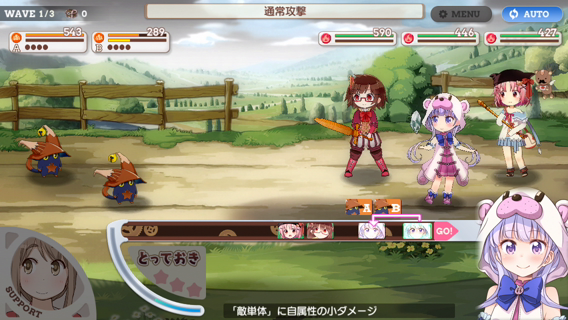 WAVE 1/3
0
通常攻撃
MENU
AUTO
543
289
590
446
427
A
B
A
B
GO!
とっておき
SUPPORT
「敵単体」に自属性の小ダメージ